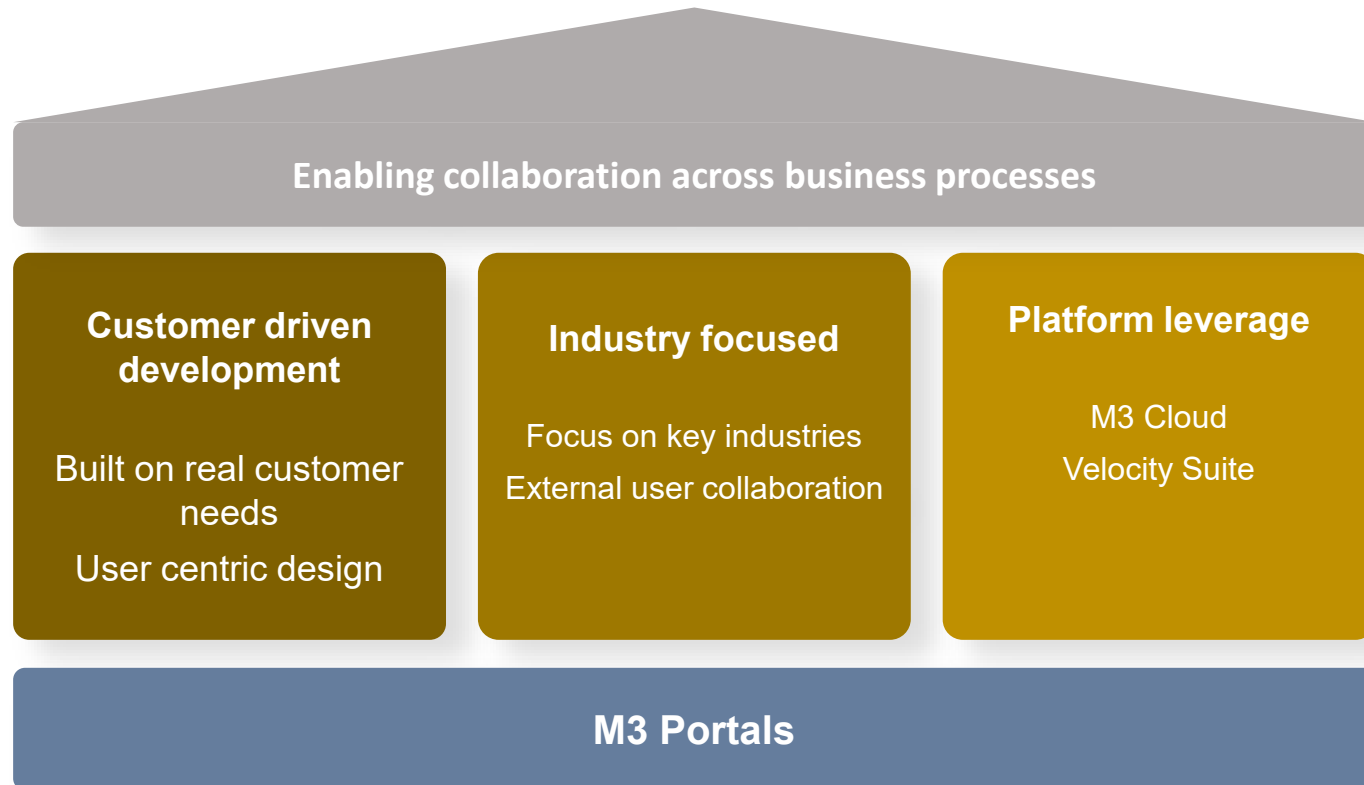 Enabling collaboration across business processes
Customer driven
development
Built on real customer
needs
User centric design
Industry focused
Focus on key industries
External user collaboration
Platform leverage
M3 Cloud
Velocity Suite
M3 Portals